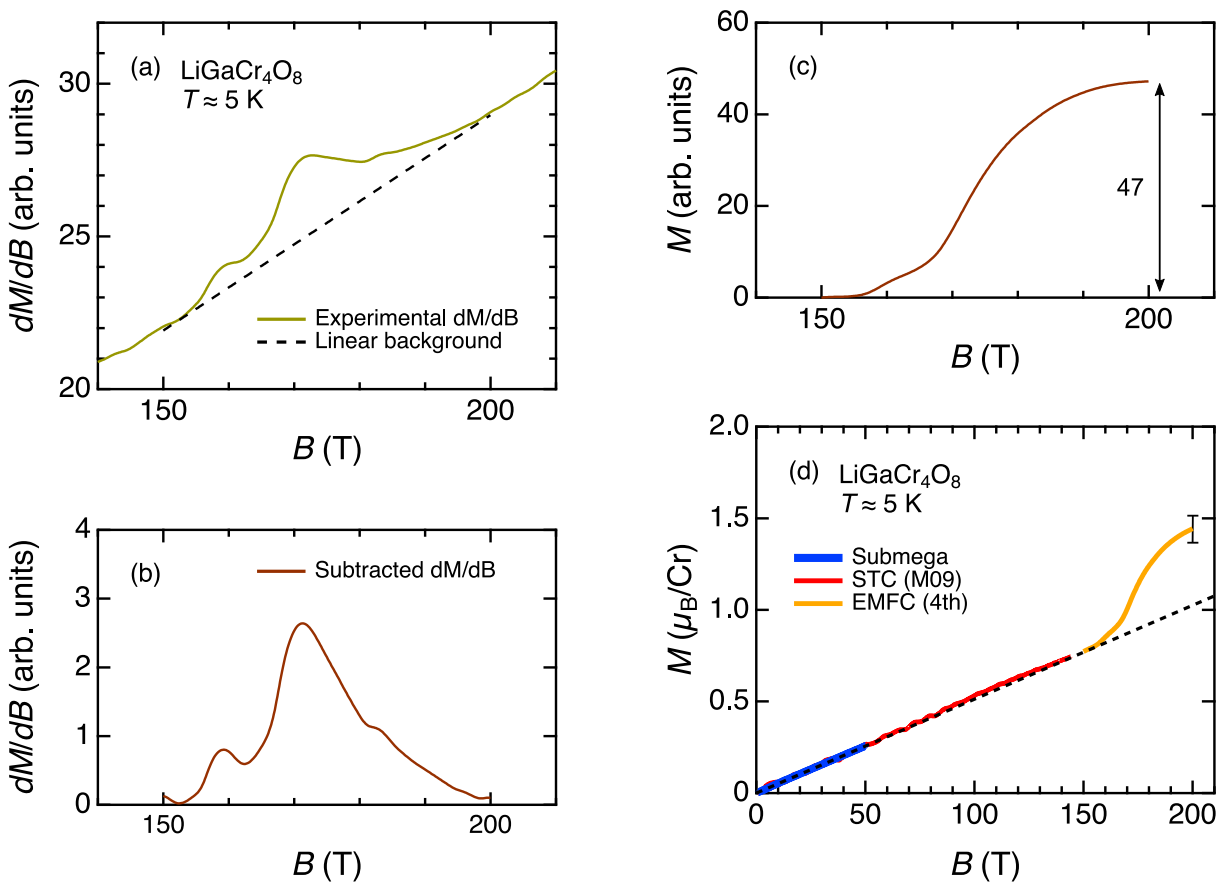 (a) LiGaCr4O8
T ≈ 5 K
30
25
20
dM/dB (arb. units)
Experimental dM/dB
Linear background
150 200
B (T)
(b)
Subtracted dM/dB
4
3
2
1
0
dM/dB (arb. units)
150 200
B (T)
(c)
60
40
20
0
M (arb. units)
47
150 200
B (T)
(d) LiGaCr4O8
T ≈ 5 K
2.0
1.5
1.0
0.5
0
M (μB/Cr)
Submega
STC (M09)
EMFC (4th)
0 50 100 150 200
B (T)